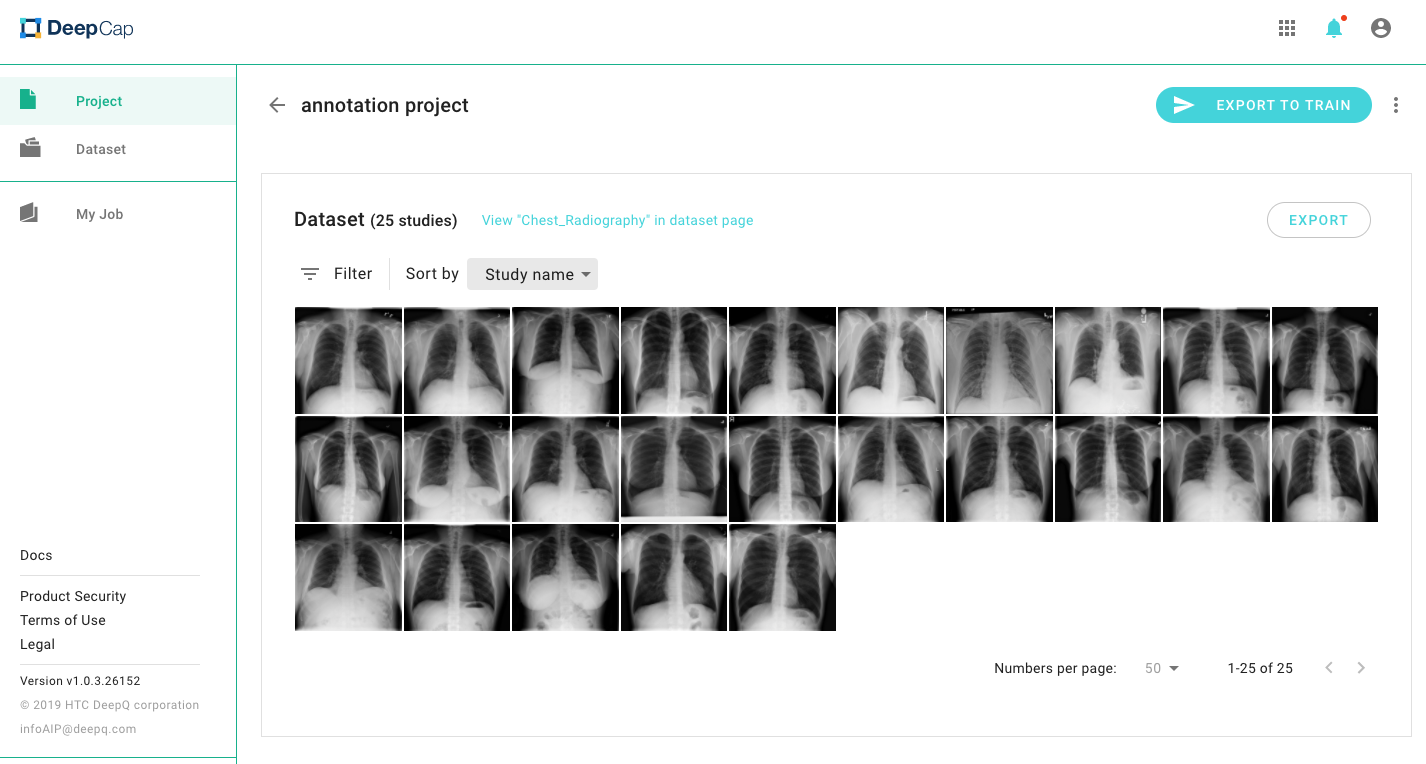 DeepCap
Project
Dataset
My Job
Docs
Product Security
Terms of Use
Legal
Version v1.0.3.26152
© 2019 HTC DeepQ corporation
infoAIP@deepq.com
annotation project
EXPORT TO TRAIN
Dataset (25 studies)
View "Chest_Radiography" in dataset page
EXPORT
Filter
Sort by
Study name
Numbers per page:
50
1-25 of 25